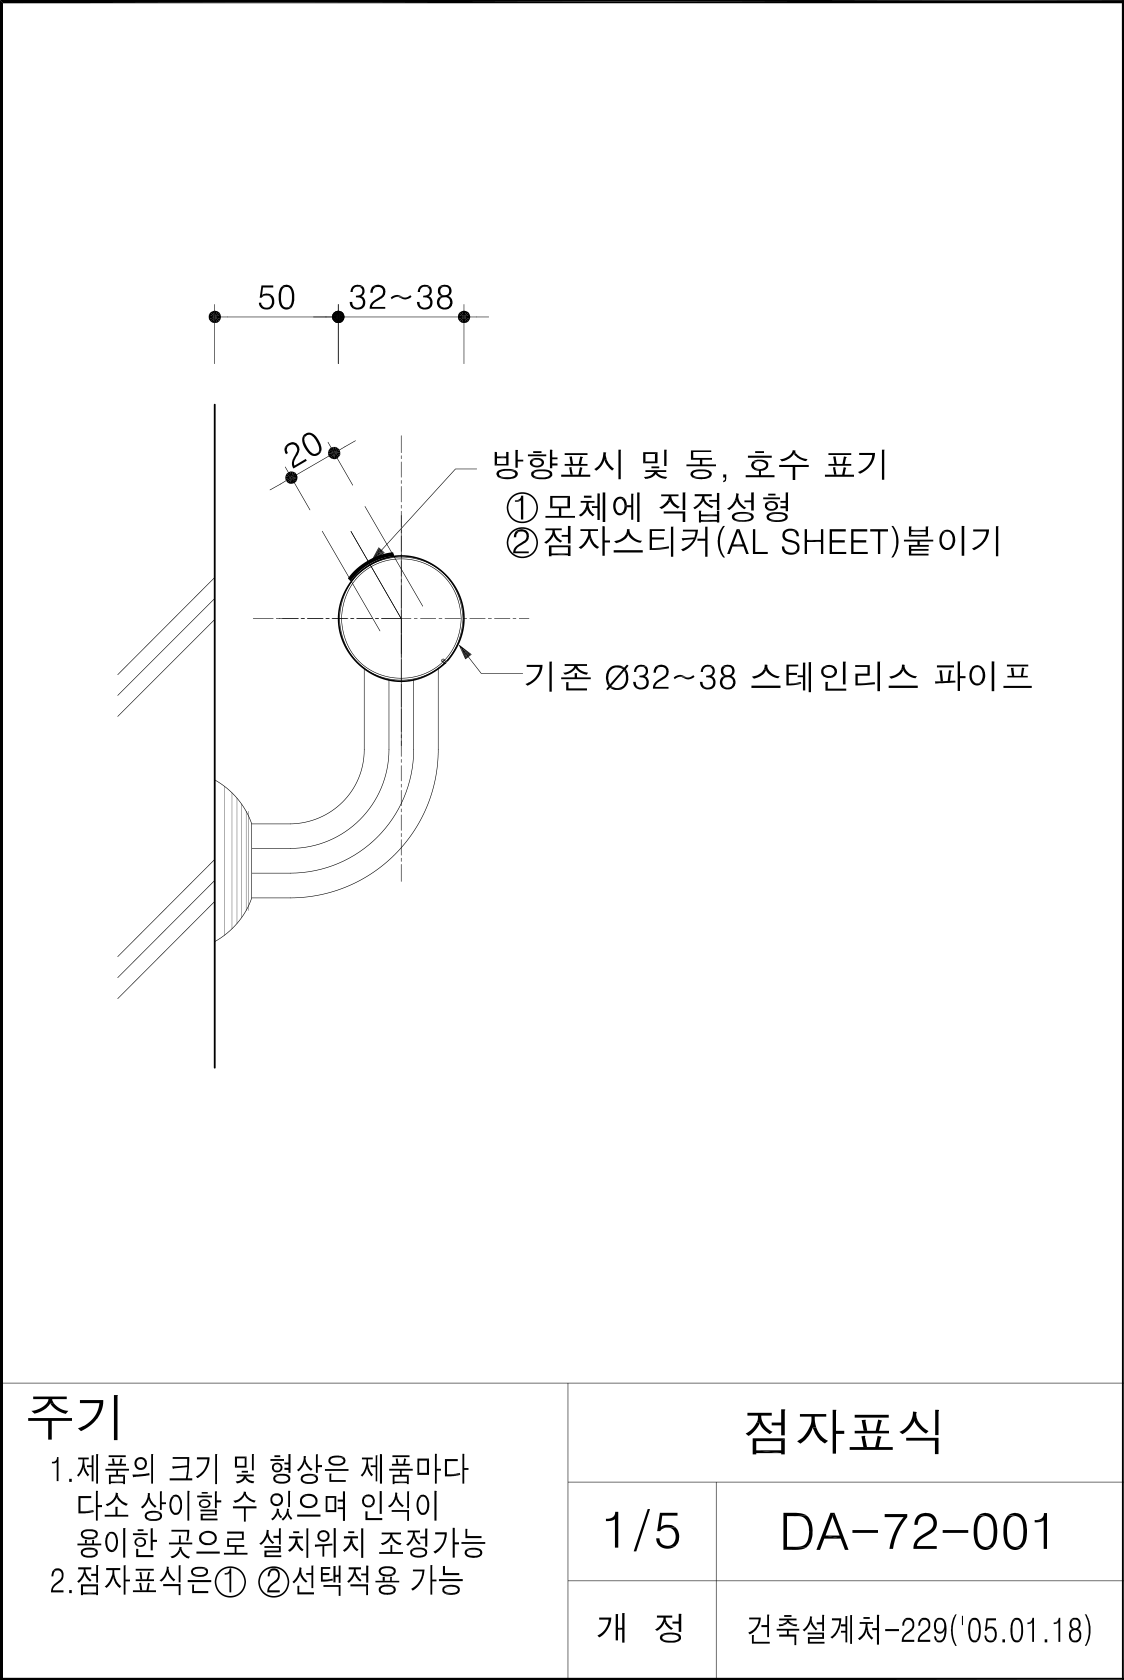 50
32~38
20
방향표시 및 동, 호수 표기
①모체에 직접성형
②점자스티커(AL SHEET)붙이기
기존 Ø32~38 스테인리스 파이프
주기
1.제품의 크기 및 형상은 제품마다
다소 상이할 수 있으며 인식이
용이한 곳으로 설치위치 조정가능
2.점자표식은① ②선택적용 가능
점자표식
1/5
DA-72-001
개 정
건축설계처-229('05.01.18)